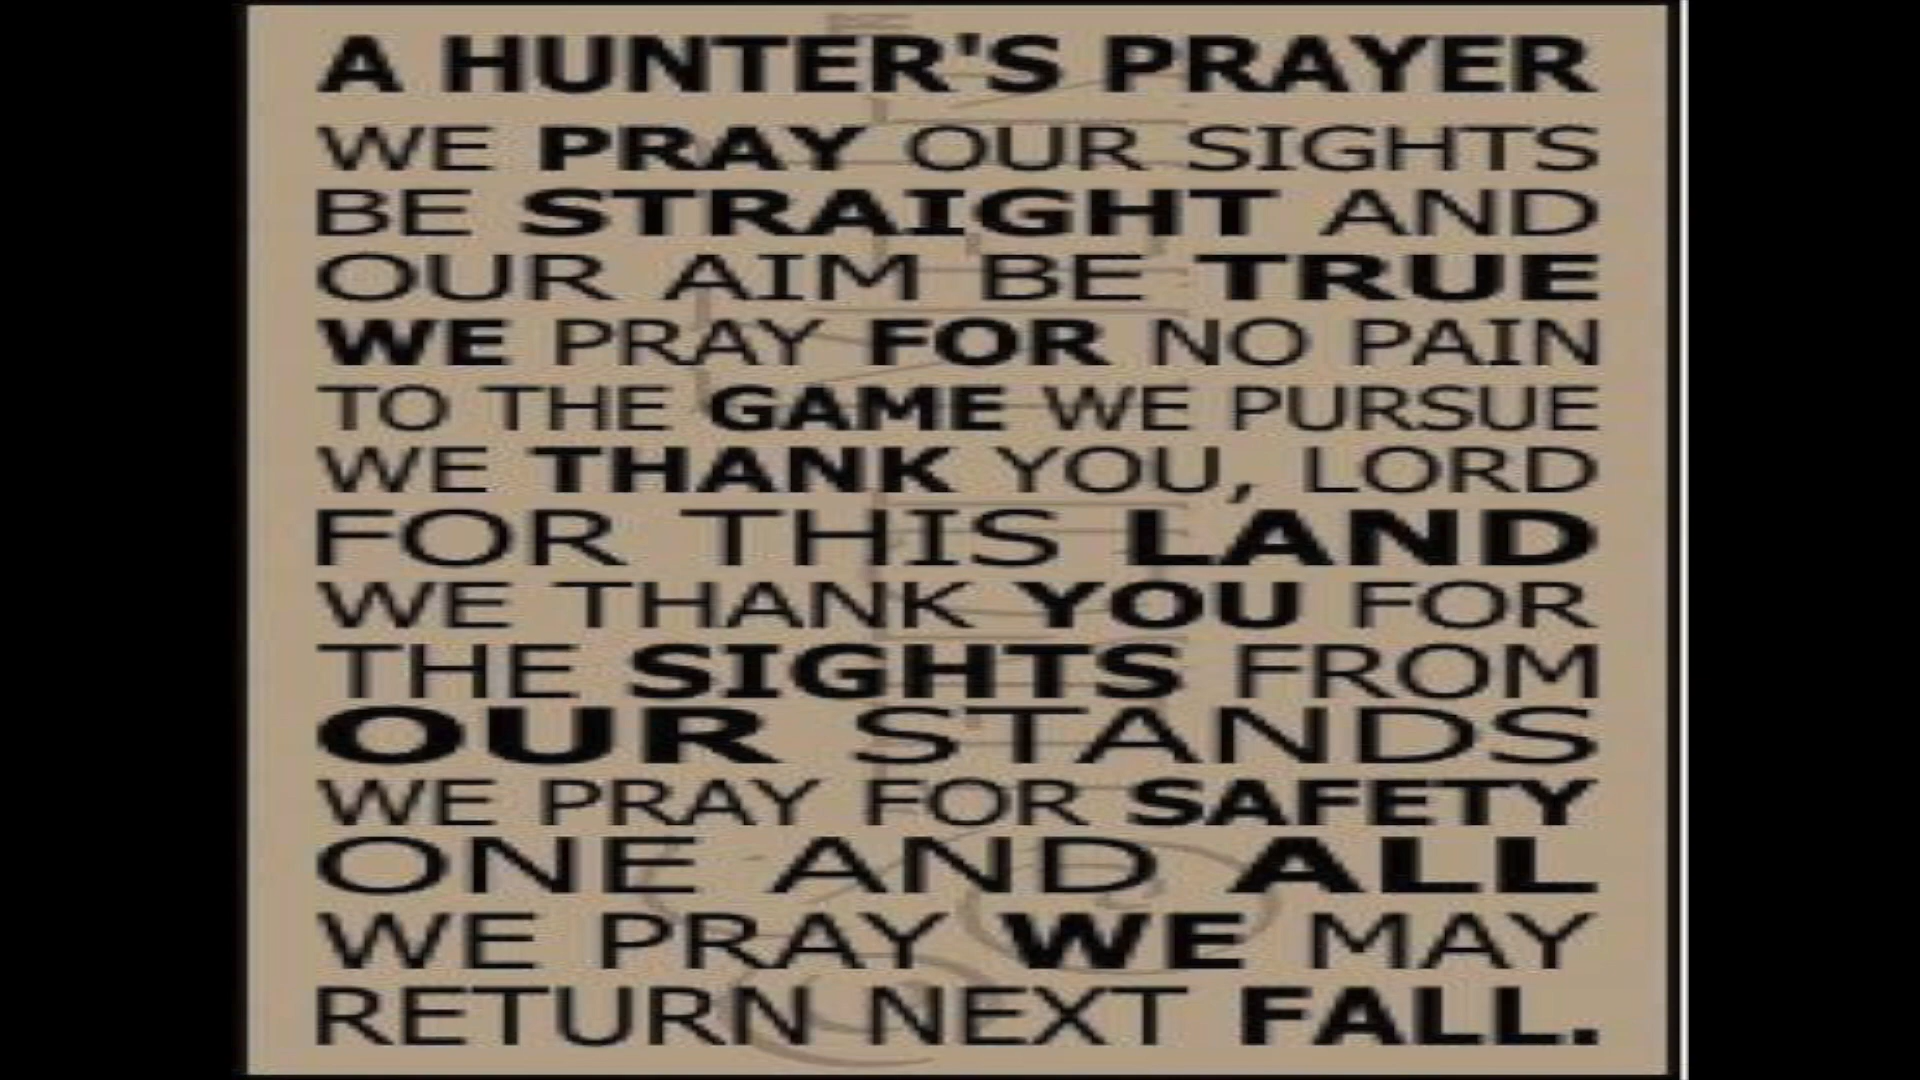 A HUNTER'S PRAYER
WE PRAY OUR SIGHTS
BE STRAIGHT AND
OUR AIM BE TRUE
WE PRAY FOR NO PAIN
TO THE GAME WE PURSUE
WE THANK YOU, LORD
FOR THIS LAND
WE THANK YOU FOR
THE SIGHTS FROM
OUR STANDS
WE PRAY FOR SAFETY
ONE AND ALL
WE PRAY WE MAY
RETURN NEXT FALL.